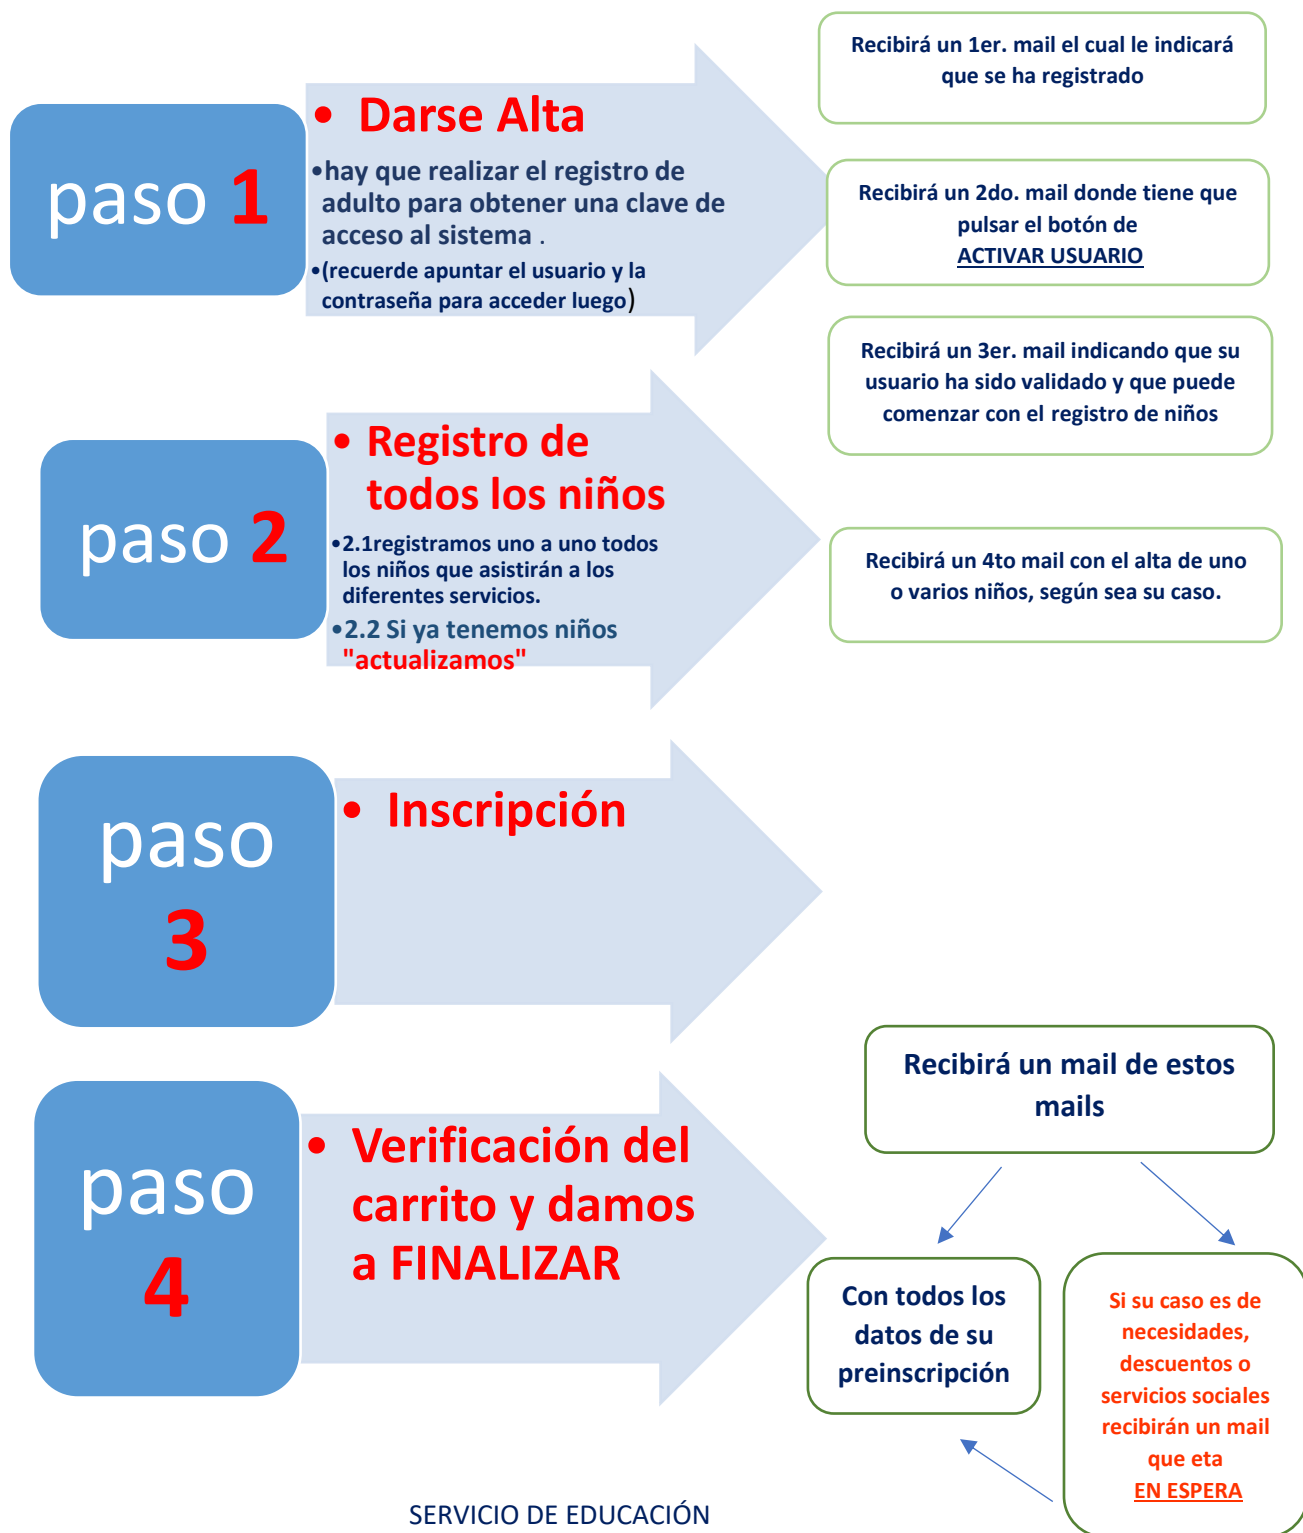 paso 1
• Darse Alta
•hay que realizar el registro de
adulto para obtener una clave de
acceso al sistema .
•(recuerde apuntar el usuario y la
contraseña para acceder luego)
Recibirá un 1er. mail el cual le indicará
que se ha registrado
Recibirá un 2do. mail donde tiene que
pulsar el botón de
ACTIVAR USUARIO
Recibirá un 3er. mail indicando que su
usuario ha sido validado y que puede
comenzar con el registro de niños
paso 2
• Registro de
todos los niños
•2.1registramos uno a uno todos
los niños que asistirán a los
diferentes servicios.
•2.2 Si ya tenemos niños
"actualizamos"
Recibirá un 4to mail con el alta de uno
o varios niños, según sea su caso.
paso
3
• Inscripción
paso
4
• Verificación del
carrito y damos
a FINALIZAR
Recibirá un mail de estos
mails
Con todos los
datos de su
preinscripción
Si su caso es de
necesidades,
descuentos o
servicios sociales
recibirán un mail
que eta
EN ESPERA
SERVICIO DE EDUCACIÓN